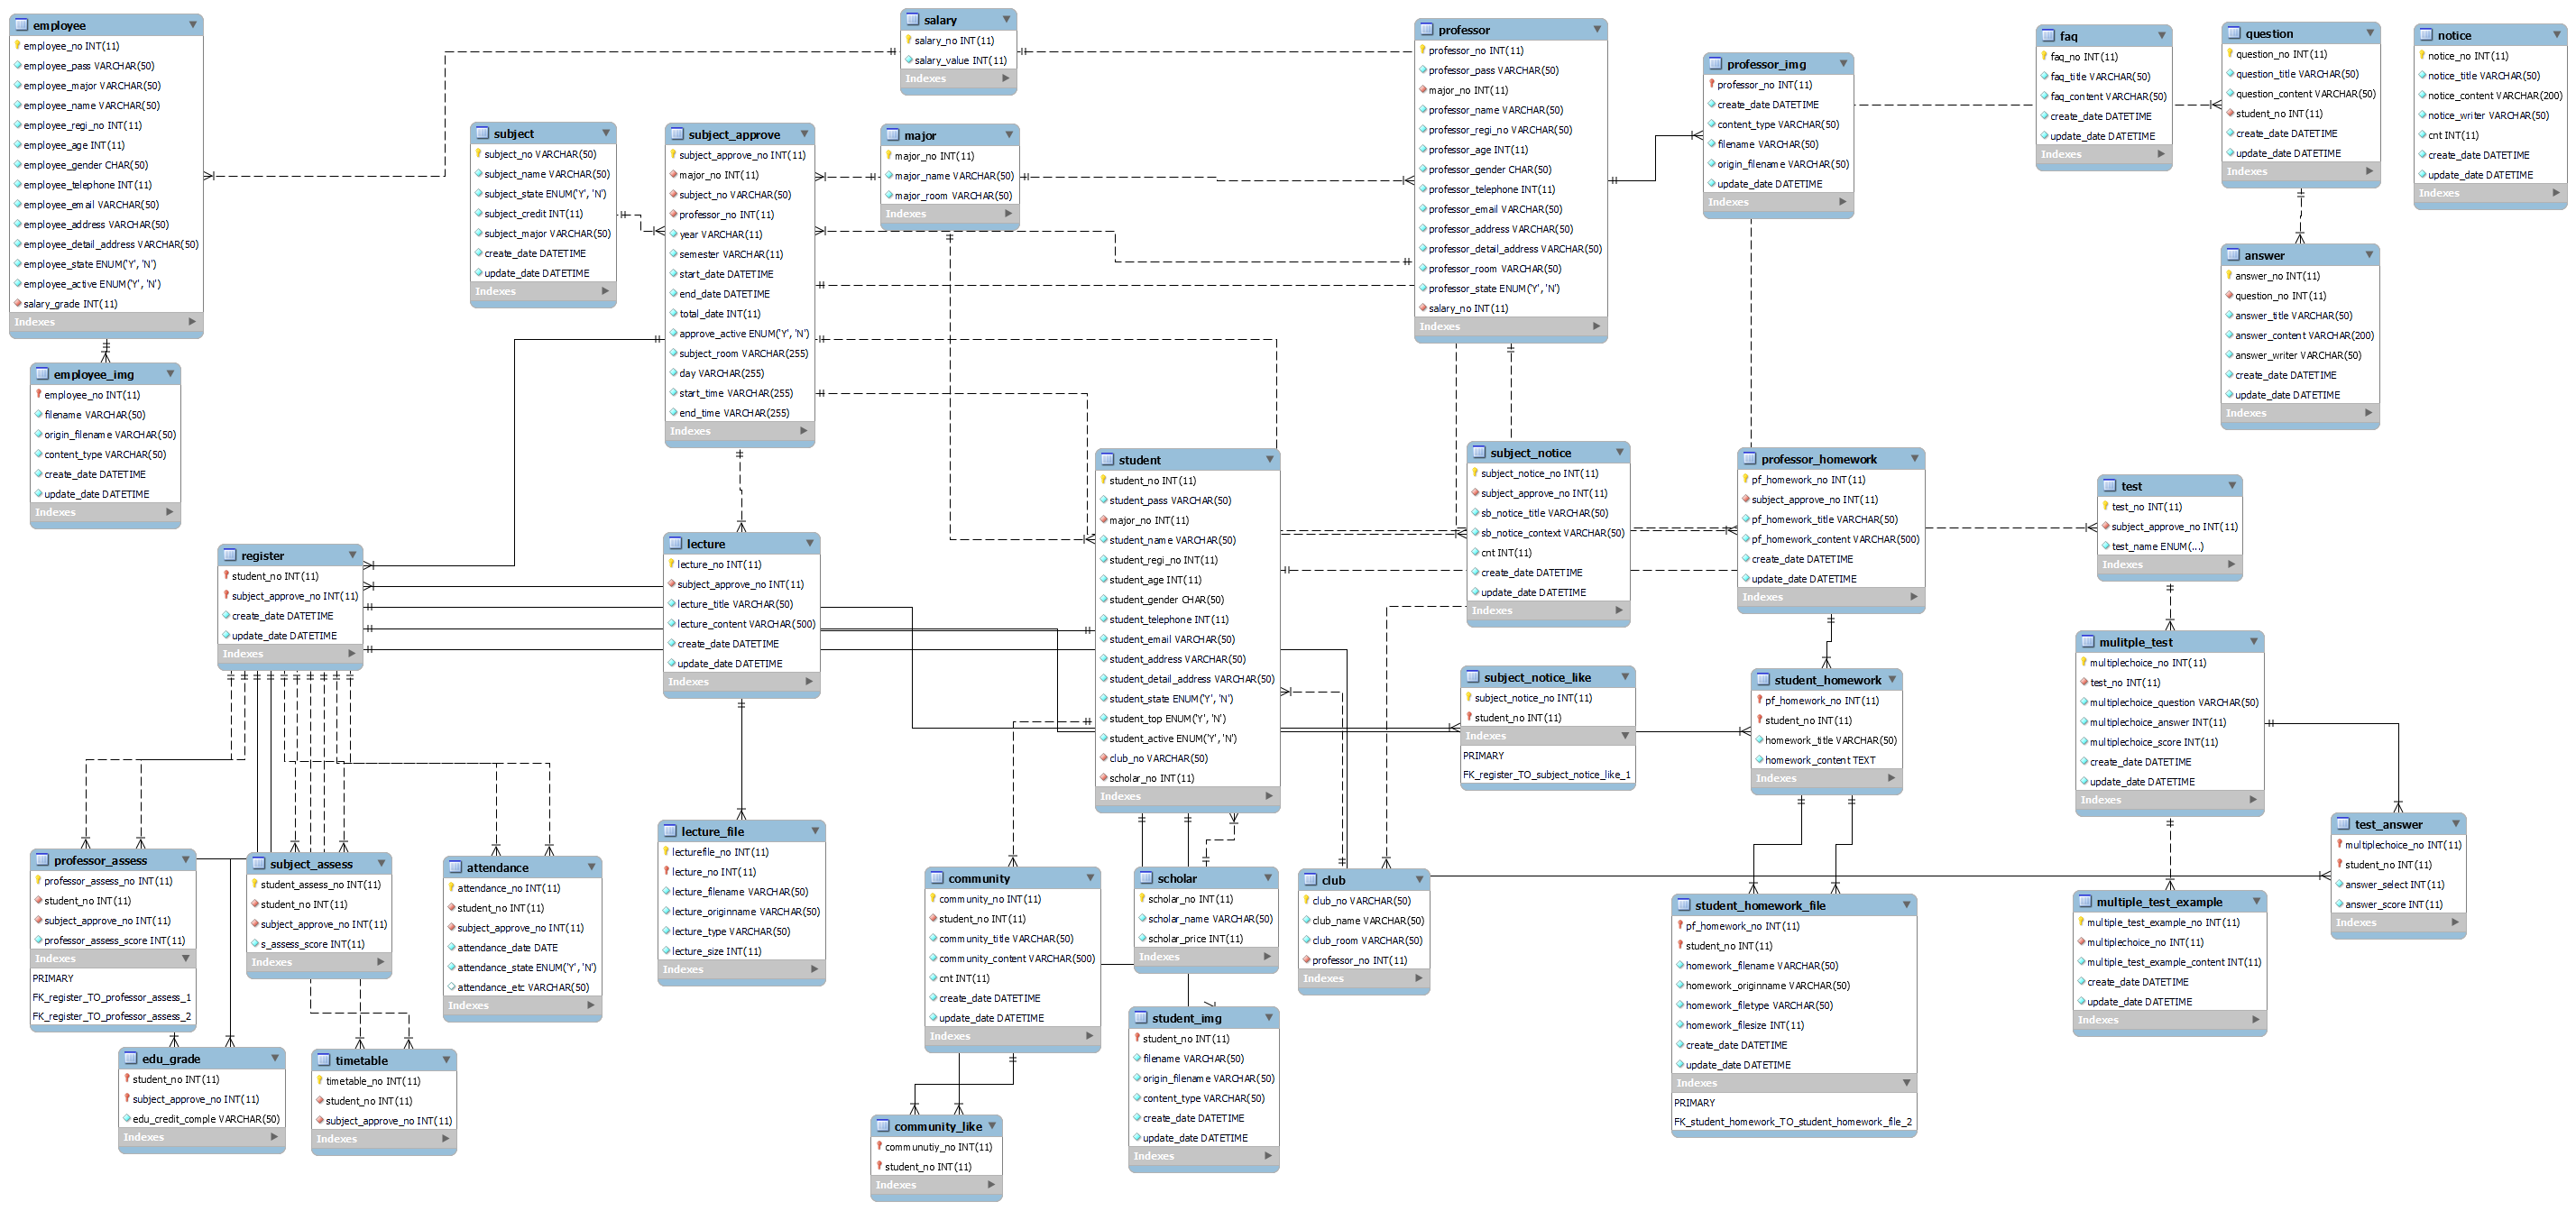 employee
employee_no INT(11)
employee_pass VARCHAR(50)
employee_major VARCHAR(50)
employee_name VARCHAR(50)
employee_regi_no INT(11)
employee_age INT(11)
employee_gender CHAR(50)
employee_telephone INT(11)
employee_email VARCHAR(50)
employee_address VARCHAR(50)
employee_detail_address VARCHAR(50)
employee_state ENUM('Y', 'N')
employee_active ENUM('Y', 'N')
salary_grade INT(11)
Indexes
employee_img
employee_no INT(11)
filename VARCHAR(50)
origin_filename VARCHAR(50)
content_type VARCHAR(50)
create_date DATETIME
update_date DATETIME
Indexes
salary
salary_no INT(11)
salary_value INT(11)
Indexes
subject
subject_no VARCHAR(50)
subject_name VARCHAR(50)
subject_state ENUM('Y', 'N')
subject_credit INT(11)
subject_major VARCHAR(50)
create_date DATETIME
update_date DATETIME
Indexes
subject_approve
subject_approve_no INT(11)
major_no INT(11)
subject_no VARCHAR(50)
professor_no INT(11)
year VARCHAR(11)
semester VARCHAR(11)
start_date DATETIME
end_date DATETIME
total_date INT(11)
approve_active ENUM('Y', 'N')
subject_room VARCHAR(255)
day VARCHAR(255)
start_time VARCHAR(255)
end_time VARCHAR(255)
Indexes
major
major_no INT(11)
major_name VARCHAR(50)
major_room VARCHAR(50)
Indexes
professor
professor_no INT(11)
professor_pass VARCHAR(50)
major_no INT(11)
professor_name VARCHAR(50)
professor_regi_no VARCHAR(50)
professor_age INT(11)
professor_gender CHAR(50)
professor_telephone INT(11)
professor_email VARCHAR(50)
professor_address VARCHAR(50)
professor_detail_address VARCHAR(50)
professor_room VARCHAR(50)
professor_state ENUM('Y', 'N')
salary_no INT(11)
Indexes
professor_img
professor_no INT(11)
create_date DATETIME
content_type VARCHAR(50)
filename VARCHAR(50)
origin_filename VARCHAR(50)
update_date DATETIME
Indexes
faq
faq_no INT(11)
faq_title VARCHAR(50)
faq_content VARCHAR(50)
create_date DATETIME
update_date DATETIME
Indexes
question
question_no INT(11)
question_title VARCHAR(50)
question_content VARCHAR(50)
student_no INT(11)
create_date DATETIME
update_date DATETIME
Indexes
notice
notice_no INT(11)
notice_title VARCHAR(50)
notice_content VARCHAR(200)
notice_writer VARCHAR(50)
cnt INT(11)
create_date DATETIME
update_date DATETIME
Indexes
answer
answer_no INT(11)
question_no INT(11)
answer_title VARCHAR(50)
answer_content VARCHAR(200)
answer_writer VARCHAR(50)
create_date DATETIME
update_date DATETIME
Indexes
register
student_no INT(11)
subject_approve_no INT(11)
create_date DATETIME
update_date DATETIME
Indexes
lecture
lecture_no INT(11)
subject_approve_no INT(11)
lecture_title VARCHAR(50)
lecture_content VARCHAR(500)
create_date DATETIME
update_date DATETIME
Indexes
student
student_no INT(11)
student_pass VARCHAR(50)
major_no INT(11)
student_name VARCHAR(50)
student_regi_no INT(11)
student_age INT(11)
student_gender CHAR(50)
student_telephone INT(11)
student_email VARCHAR(50)
student_address VARCHAR(50)
student_detail_address VARCHAR(50)
student_state ENUM('Y', 'N')
student_top ENUM('Y', 'N')
student_active ENUM('Y', 'N')
club_no VARCHAR(50)
scholar_no INT(11)
Indexes
subject_notice
subject_notice_no INT(11)
subject_approve_no INT(11)
sb_notice_title VARCHAR(50)
sb_notice_context VARCHAR(50)
cnt INT(11)
create_date DATETIME
update_date DATETIME
Indexes
professor_homework
pf_homework_no INT(11)
subject_approve_no INT(11)
pf_homework_title VARCHAR(50)
pf_homework_content VARCHAR(500)
create_date DATETIME
update_date DATETIME
Indexes
test
test_no INT(11)
subject_approve_no INT(11)
test_name ENUM(...)
Indexes
mulitple_test
multiplechoice_no INT(11)
test_no INT(11)
multiplechoice_question VARCHAR(50)
multiplechoice_answer INT(11)
multiplechoice_score INT(11)
create_date DATETIME
update_date DATETIME
Indexes
subject_notice_like
subject_notice_no INT(11)
student_no INT(11)
Indexes
PRIMARY
FK_register_TO_subject_notice_like_1
student_homework
pf_homework_no INT(11)
student_no INT(11)
homework_title VARCHAR(50)
homework_content TEXT
Indexes
test_answer
multiplechoice_no INT(11)
student_no INT(11)
answer_select INT(11)
answer_score INT(11)
Indexes
professor_assess
professor_assess_no INT(11)
student_no INT(11)
subject_approve_no INT(11)
professor_assess_score INT(11)
Indexes
PRIMARY
FK_register_TO_professor_assess_1
FK_register_TO_professor_assess_2
subject_assess
student_assess_no INT(11)
student_no INT(11)
subject_approve_no INT(11)
s_assess_score INT(11)
Indexes
attendance
attendance_no INT(11)
student_no INT(11)
subject_approve_no INT(11)
attendance_date DATE
attendance_state ENUM('Y', 'N')
attendance_etc VARCHAR(50)
Indexes
lecture_file
lecturefile_no INT(11)
lecture_no INT(11)
lecture_filename VARCHAR(50)
lecture_originname VARCHAR(50)
lecture_type VARCHAR(50)
lecture_size INT(11)
Indexes
community
community_no INT(11)
student_no INT(11)
community_title VARCHAR(50)
community_content VARCHAR(500)
cnt INT(11)
create_date DATETIME
update_date DATETIME
Indexes
scholar
scholar_no INT(11)
scholar_name VARCHAR(50)
scholar_price INT(11)
Indexes
club
club_no VARCHAR(50)
club_name VARCHAR(50)
club_room VARCHAR(50)
professor_no INT(11)
Indexes
student_homework_file
pf_homework_no INT(11)
student_no INT(11)
homework_filename VARCHAR(50)
homework_originname VARCHAR(50)
homework_filetype VARCHAR(50)
homework_filesize INT(11)
create_date DATETIME
update_date DATETIME
Indexes
PRIMARY
FK_student_homework_TO_student_homework_file_2
multiple_test_example
multiple_test_example_no INT(11)
multiplechoice_no INT(11)
multiple_test_example_content INT(11)
create_date DATETIME
update_date DATETIME
Indexes
edu_grade
student_no INT(11)
subject_approve_no INT(11)
edu_credit_comple VARCHAR(50)
Indexes
timetable
timetable_no INT(11)
student_no INT(11)
subject_approve_no INT(11)
Indexes
student_img
student_no INT(11)
filename VARCHAR(50)
origin_filename VARCHAR(50)
content_type VARCHAR(50)
create_date DATETIME
update_date DATETIME
Indexes
community_like
communutiy_no INT(11)
student_no INT(11)
Indexes